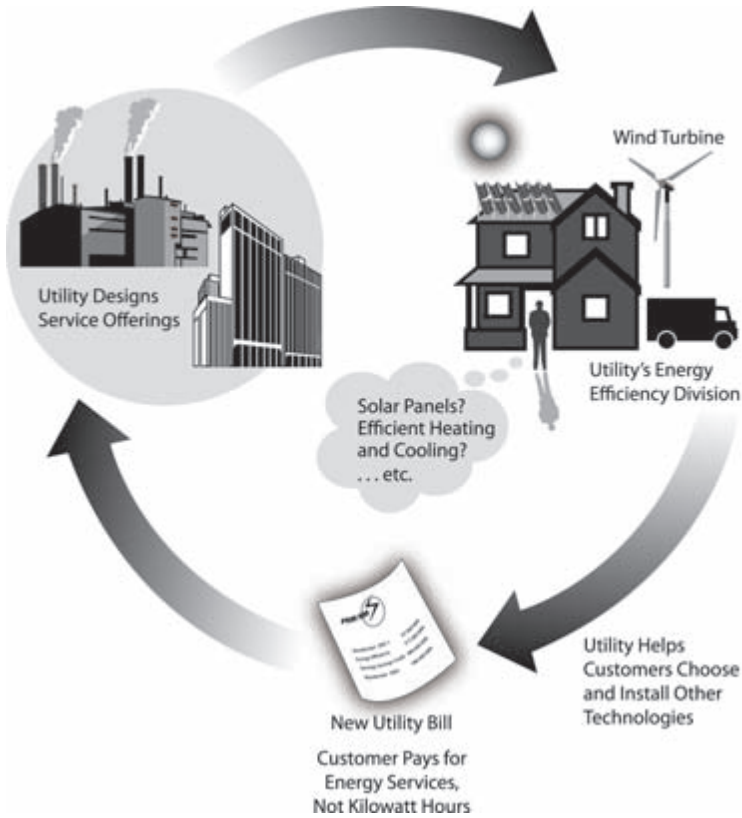 Wind Turbine
Utility Designs
Service Offerings
Utility's Energy
Efficiency Division
Solar Panels?
Efficient Heating
and Cooling?
. . . etc.
Utility Helps
Customers Choose
and Install Other
Technologies
New Utility Bill
Customer Pays for
Energy Services,
Not Kilowatt Hours